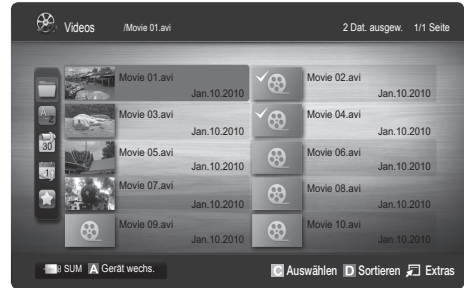 Videos /Movie 01.avi 2 Dat. ausgew. 1/1 Seite
Movie 01.avi Movie 02.avi
Jan.10.2010 Jan.10.2010
Movie 03.avi Movie 04.avi
Jan.10.2010 Jan.10.2010
Movie 05.avi Movie 06.avi
Jan.10.2010 Jan.10.2010
Movie 07.avi Movie 08.avi
Jan.10.2010 Jan.10.2010
Movie 09.avi Movie 10.avi
Jan.10.2010 Jan.10.2010
SUM A Gerät wechs. C Auswählen D Sortieren Extras